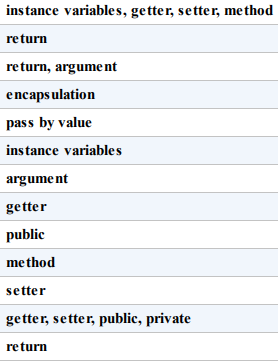 instance variables, getter, setter, method
return
return, argument
encapsulation
pass by value
instance variables
argument
getter
public
method
setter
getter, setter, public, private
return